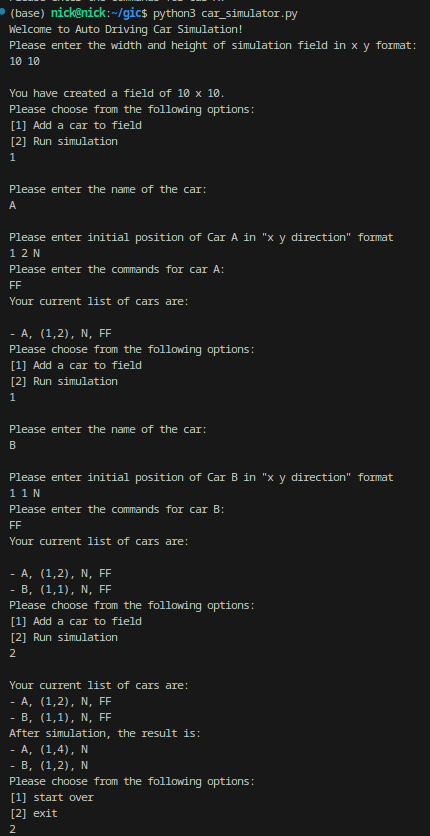 (base) nick@nick:~/gic$ python3 car_simulator.py
Welcome to Auto Driving Car Simulation!
Please enter the width and height of simulation field in x y format:
10 10

You have created a field of 10 x 10.
Please choose from the following options:
[1] Add a car to field
[2] Run simulation
1

Please enter the name of the car:
A

Please enter initial position of Car A in "x y direction" format
1 2 N
Please enter the commands for car A:
FF
Your current list of cars are:

- A, (1,2), N, FF
Please choose from the following options:
[1] Add a car to field
[2] Run simulation
1

Please enter the name of the car:
B

Please enter initial position of Car B in "x y direction" format
1 1 N
Please enter the commands for car B:
FF
Your current list of cars are:

- A, (1,2), N, FF
- B, (1,1), N, FF
Please choose from the following options:
[1] Add a car to field
[2] Run simulation
2

Your current list of cars are:
- A, (1,2), N, FF
- B, (1,1), N, FF
After simulation, the result is:
- A, (1,4), N
- B, (1,2), N
Please choose from the following options:
[1] start over
[2] exit
2